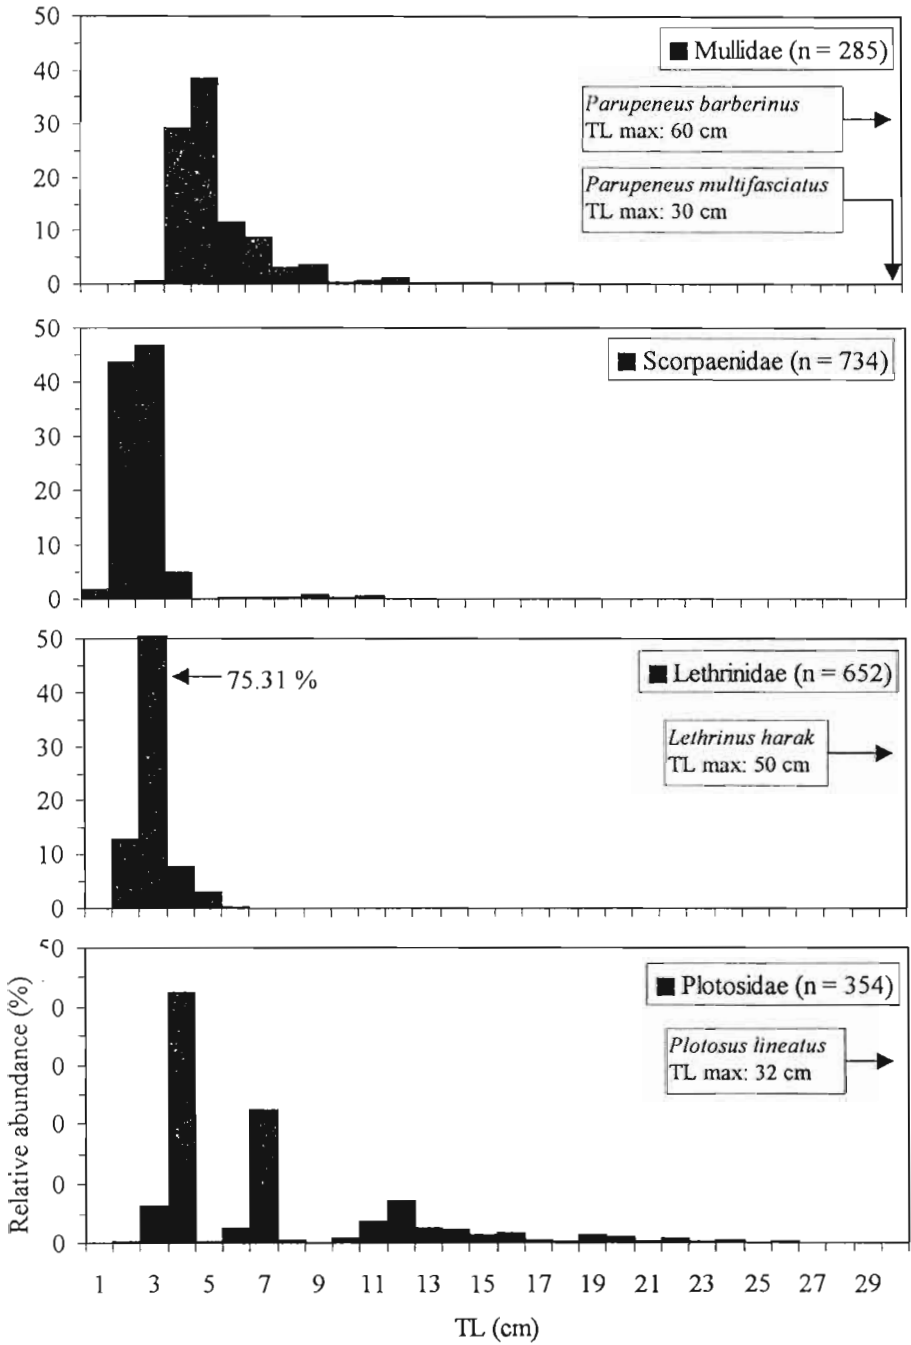 50
Mullidae (n = 285)
40
Parupeneus barberinus
TL max: 60 cm
30
20
Parupeneus multifasciatus
TL max: 30 cm
10
0
50
Scorpaenidae (n = 734)
40
30
20
10
0
50
Lethrinidae (n = 652)
75.31 %
40
Lethrinus harak
TL max: 50 cm
30
20
10
0
50
Plotosidae (n = 354)
0
Plotosus lineatus
TL max: 32 cm
0
0
0
0
Relative abundance (%)
1 3 5 7 9 11 13 15 17 19 21 23 25 27 29
TL (cm)